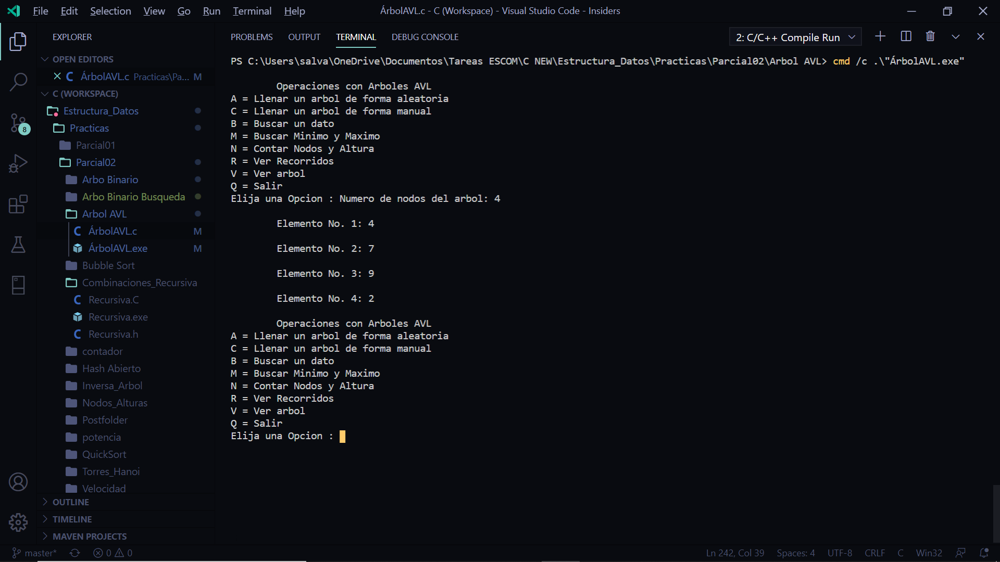 File Edit Selection View Go Run Terminal Help ÁrbolAVL.c - C (Workspace) - Visual Studio Code - Insiders
EXPLORER
OPEN EDITORS
ÁrbolAVL.c Practicas\Pa... M
C (WORKSPACE)
Estructura_Datos
Practicas
Parcial01
Parcial02
Arbo Binario
Arbo Binario Busqueda
Arbol AVL
ÁrbolAVL.c M
ÁrbolAVL.exe M
Bubble Sort
Combinaciones_Recursiva
Recursiva.C
Recursiva.exe
Recursiva.h
contador
Hash Abierto
Inversa_Arbol
Nodos_Alturas
Postfolder
potencia
QuickSort
Torres_Hanoi
Velocidad
OUTLINE
TIMELINE
MAVEN PROJECTS
8
PROBLEMS OUTPUT TERMINAL DEBUG CONSOLE 2: C/C++ Compile Run
PS C:\Users\salva\OneDrive\Documentos\Tareas ESCOM\C NEW\Estructura_Datos\Practicas\Parcial02\Arbol AVL> cmd /c .\"ÁrbolAVL.exe"
Operaciones con Arboles AVL
A = Llenar un arbol de forma aleatoria
C = Llenar un arbol de forma manual
B = Buscar un dato
M = Buscar Minimo y Maximo
N = Contar Nodos y Altura
R = Ver Recorridos
V = Ver arbol
Q = Salir
Elija una Opcion : Numero de nodos del arbol: 4
Elemento No. 1: 4
Elemento No. 2: 7
Elemento No. 3: 9
Elemento No. 4: 2
Operaciones con Arboles AVL
A = Llenar un arbol de forma aleatoria
C = Llenar un arbol de forma manual
B = Buscar un dato
M = Buscar Minimo y Maximo
N = Contar Nodos y Altura
R = Ver Recorridos
V = Ver arbol
Q = Salir
Elija una Opcion :
master* 0 0 Ln 242, Col 39 Spaces: 4 UTF-8 CRLF C Win32